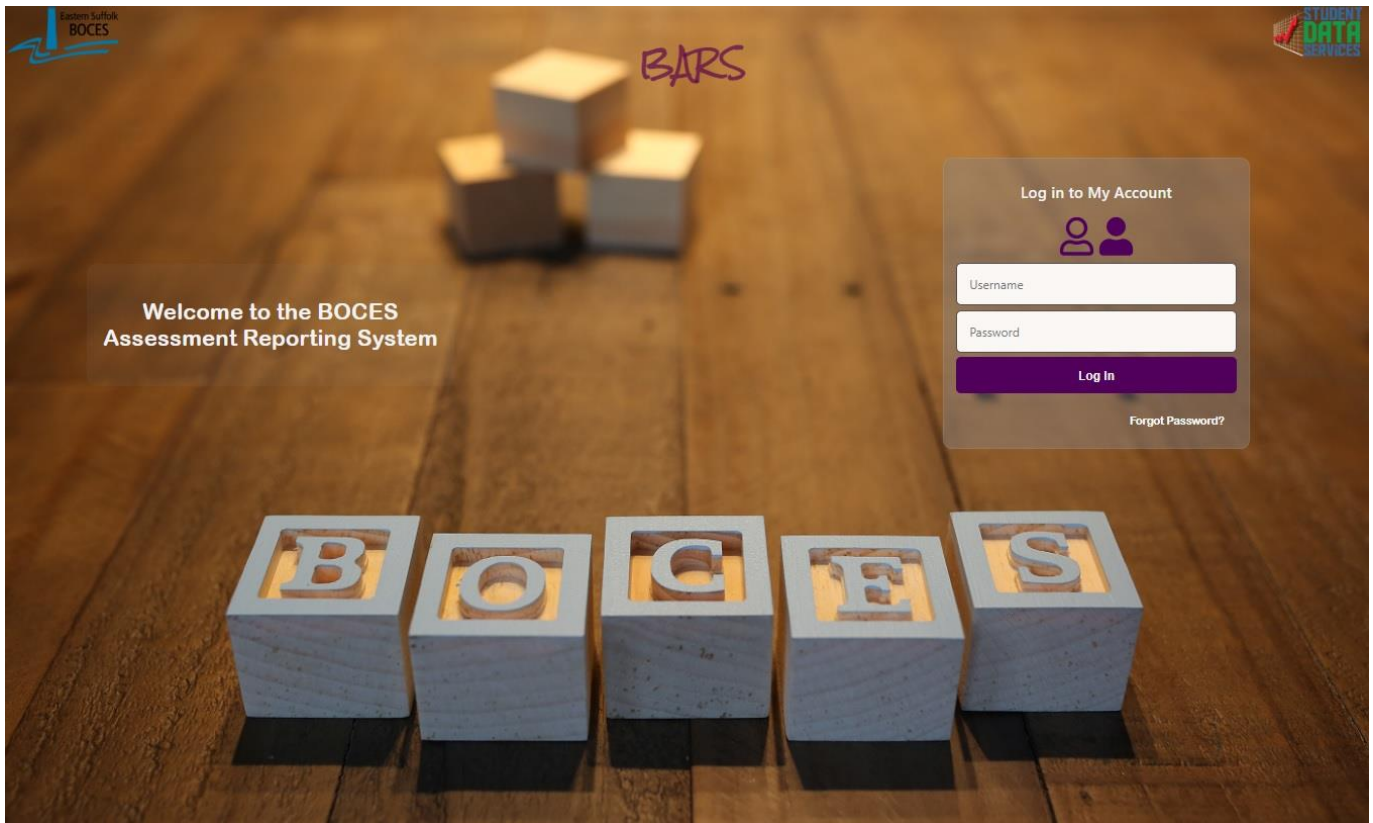 Eastern Suffolk
BOCES
STUDENT
DATA
SERVICES
BARS
Log in to My Account
Username
Password
Log In
Forgot Password?
Welcome to the BOCES
Assessment Reporting System
B O C E S